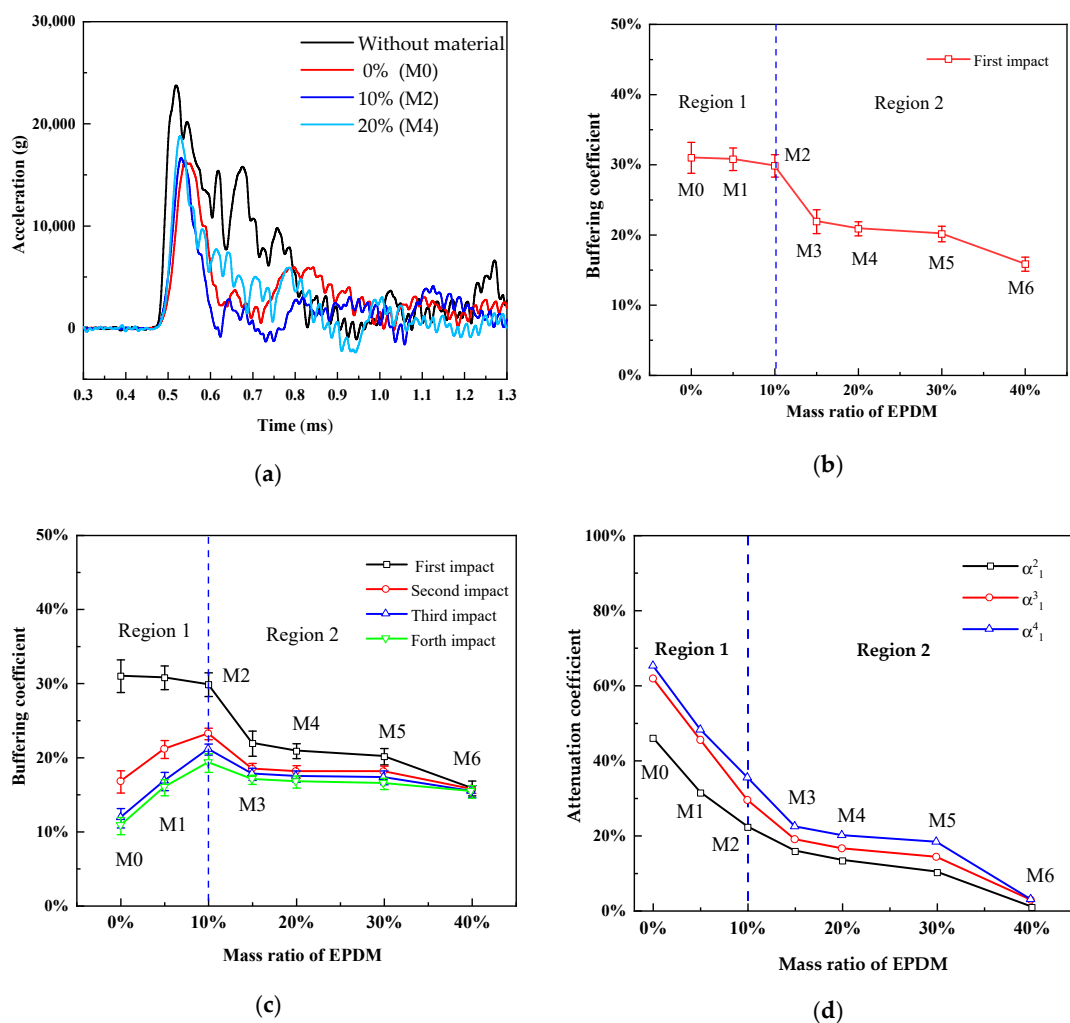 30,000
20,000
10,000
0
Acceleration (g)
Without material
0% (M0)
10% (M2)
20% (M4)
0.3 0.4 0.5 0.6 0.7 0.8 0.9 1.0 1.1 1.2 1.3
Time (ms)
(a)
50%
40%
30%
20%
10%
0%
Buffering coefficient
First impact
Region 1
Region 2
M0
M1
M2
M3
M4
M5
M6
0% 10% 20% 30% 40%
Mass ratio of EPDM
(b)
50%
40%
30%
20%
10%
0%
Buffering coefficient
First impact
Second impact
Third impact
Forth impact
Region 1
Region 2
M0
M1
M2
M3
M4
M5
M6
0% 10% 20% 30% 40%
Mass ratio of EPDM
(c)
100%
80%
60%
40%
20%
0%
Attenuation coefficient
α²₁
α³₁
α⁴₁
Region 1
Region 2
M0
M1
M2
M3
M4
M5
M6
0% 10% 20% 30% 40%
Mass ratio of EPDM
(d)